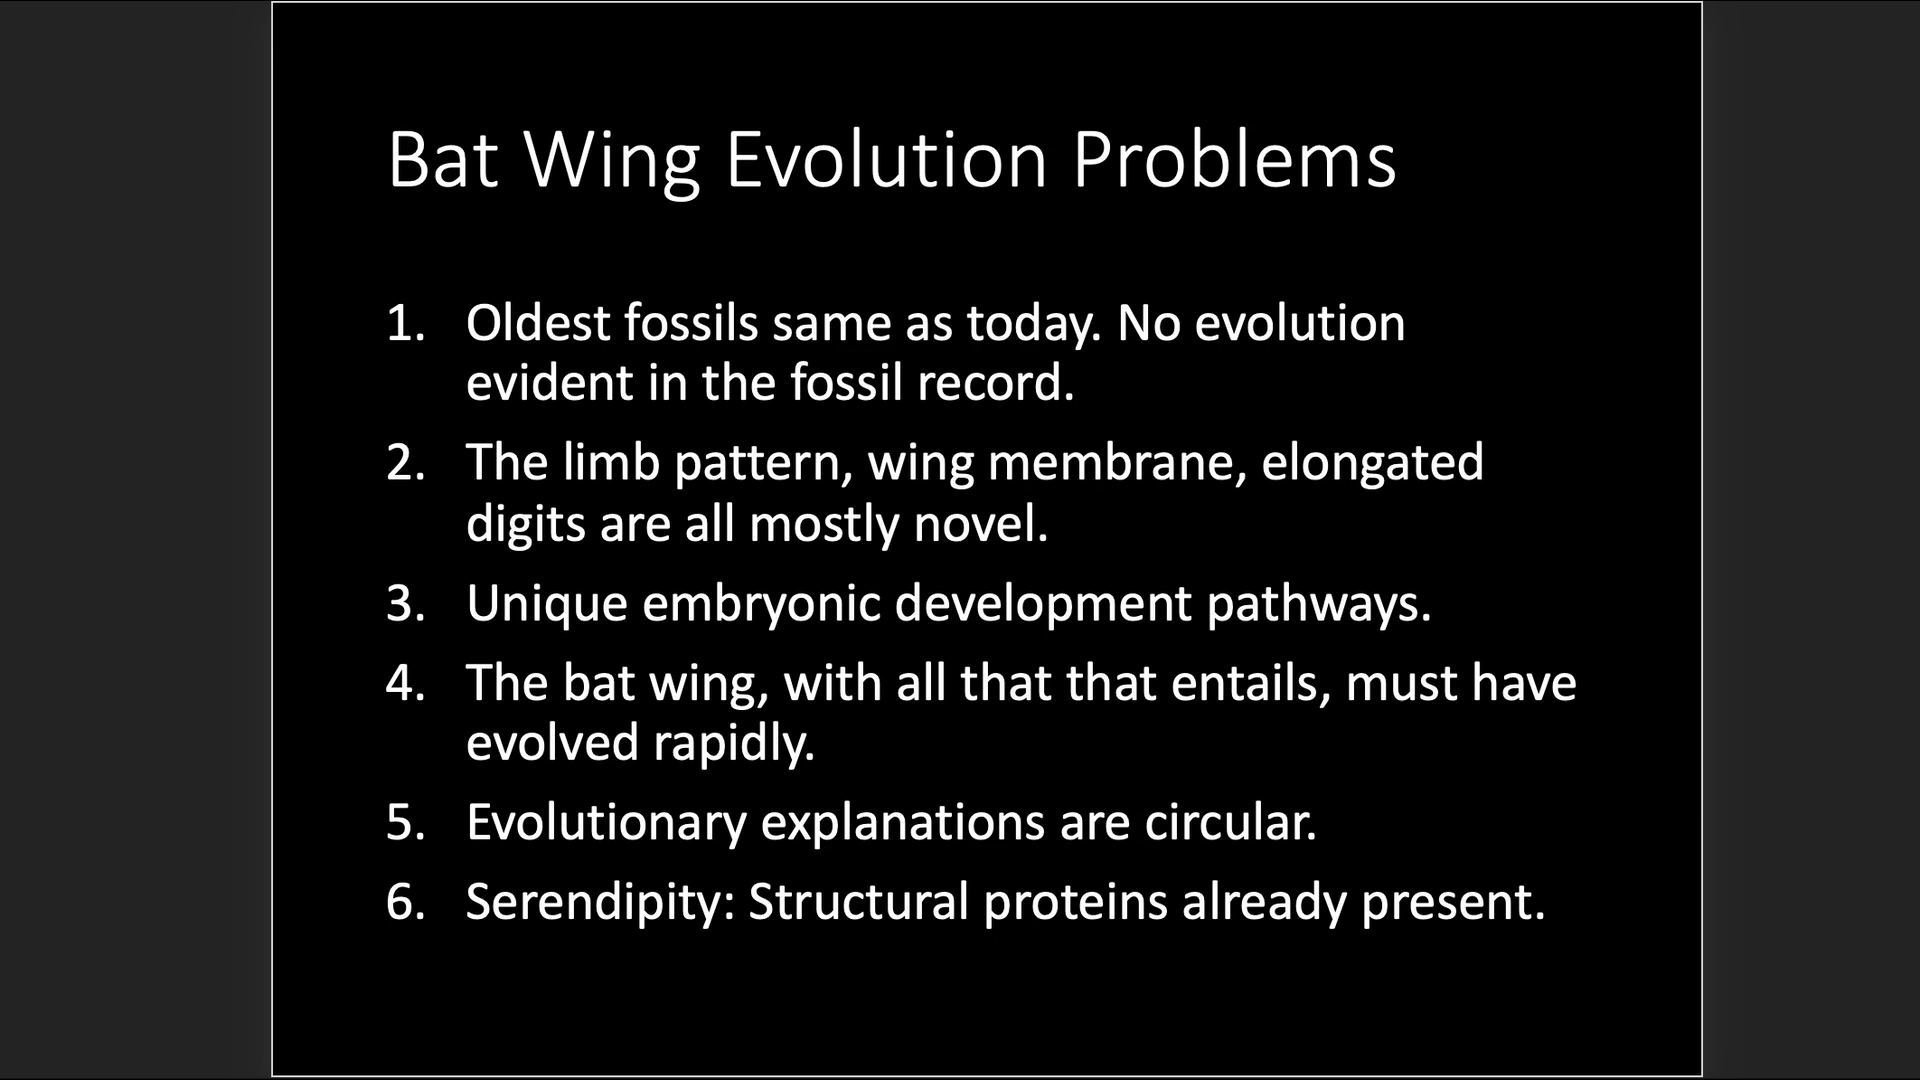 Bat Wing Evolution Problems
1. Oldest fossils same as today. No evolution
evident in the fossil record.
2. The limb pattern, wing membrane, elongated
digits are all mostly novel.
3. Unique embryonic development pathways.
4. The bat wing, with all that that entails, must have
evolved rapidly.
5. Evolutionary explanations are circular.
6. Serendipity: Structural proteins already present.